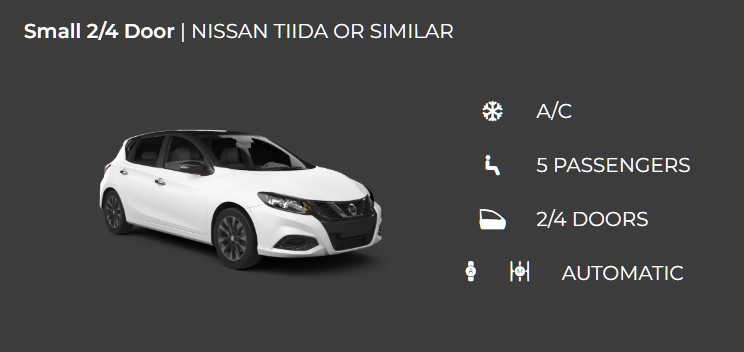 Small 2/4 Door | NISSAN TIIDA OR SIMILAR
A/C
5 PASSENGERS
2/4 DOORS
AUTOMATIC